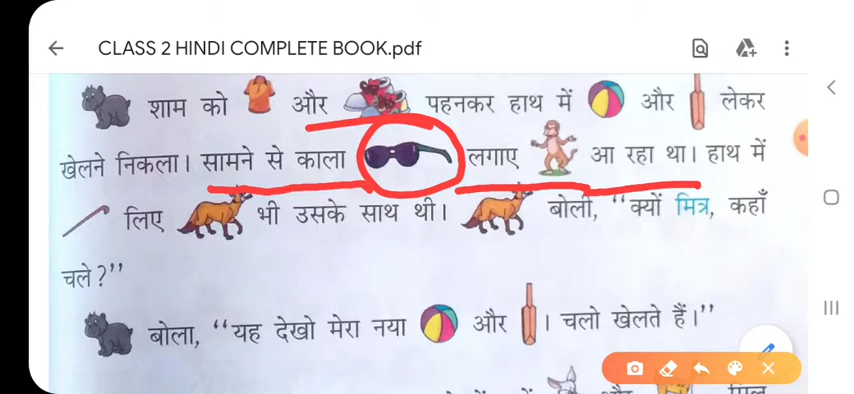 CLASS 2 HINDI COMPLETE BOOK.pdf
शाम को और पहनकर हाथ में और लेकर
खेलने निकला। सामने से काला लगाए आ रहा था। हाथ में
लिए भी उसके साथ थी। बोली, “क्यों मित्र, कहाँ
चले?”
बोला, “यह देखो मेरा नया और । चलो खेलते हैं।”